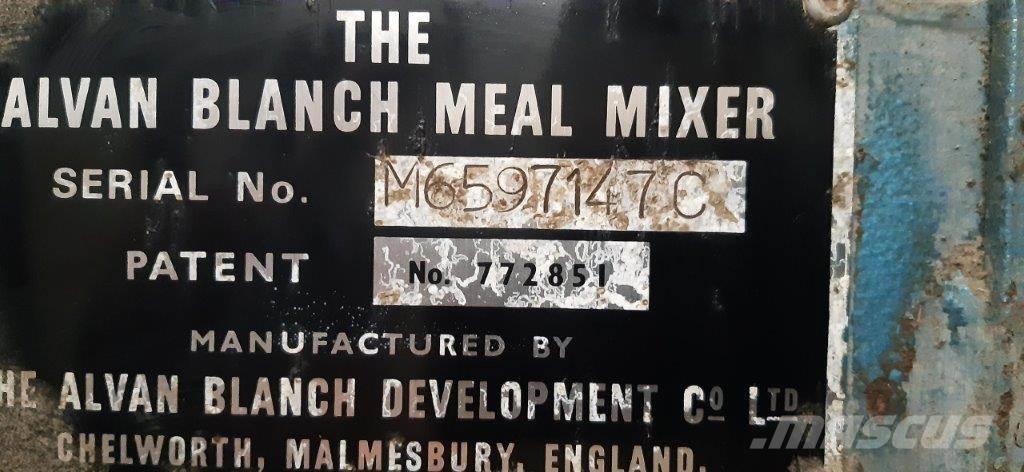 THE
ALVAN BLANCH MEAL MIXER
SERIAL No. M6597147C
PATENT No. 772851
MANUFACTURED BY
HE ALVAN BLANCH DEVELOPMENT Co LTD
CHELWORTH, MALMESBURY, ENGLAND.
mascus